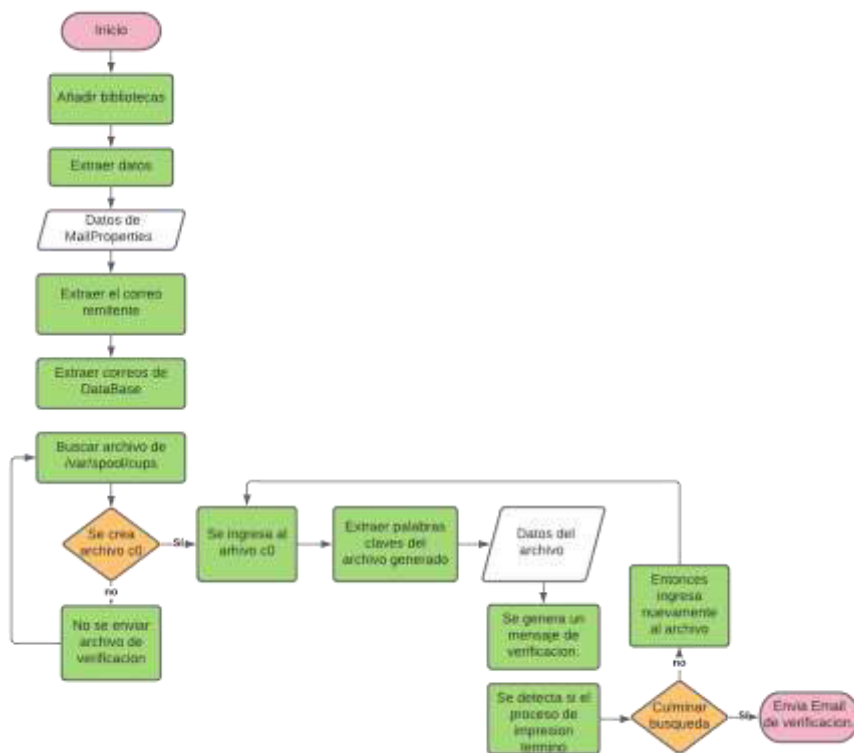 Inicio
Añadir bibliotecas
Extraer datos
Datos de
MailProperties
Extraer el correo
remitente
Extraer correos de
DataBase
Buscar archivo de
/var/spool/cups
Se crea
archivo c0
Si
no
No se enviar
archivo de
verificacion
Se ingresa al
arhivo c0
Extraer palabras
claves del
archivo generado
Datos del
archivo
Se genera un
mensaje de
verificacion.
Se detecta si el
proceso de
impresion
termino
Culminar
busqueda
no
Entonces
ingresa
nuevamente
al archivo
Si
Envia Email
de verificacion.